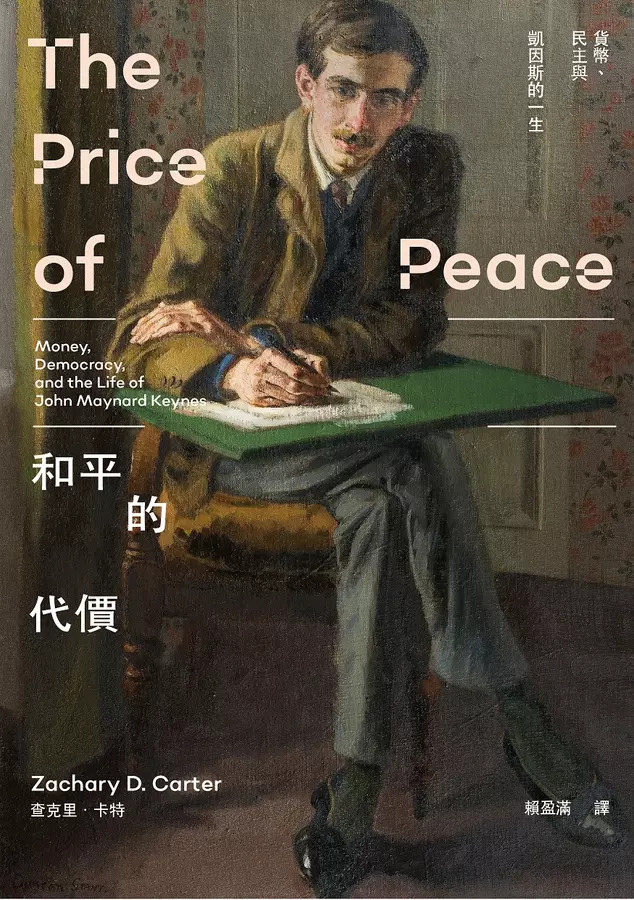 The
Price
of Peace
貨幣、
民主與
凱因斯的一生
Money,
Democracy,
and the Life of
John Maynard Keynes
和平
的
代價
Zachary D. Carter
查克里·卡特
賴盈滿 譯